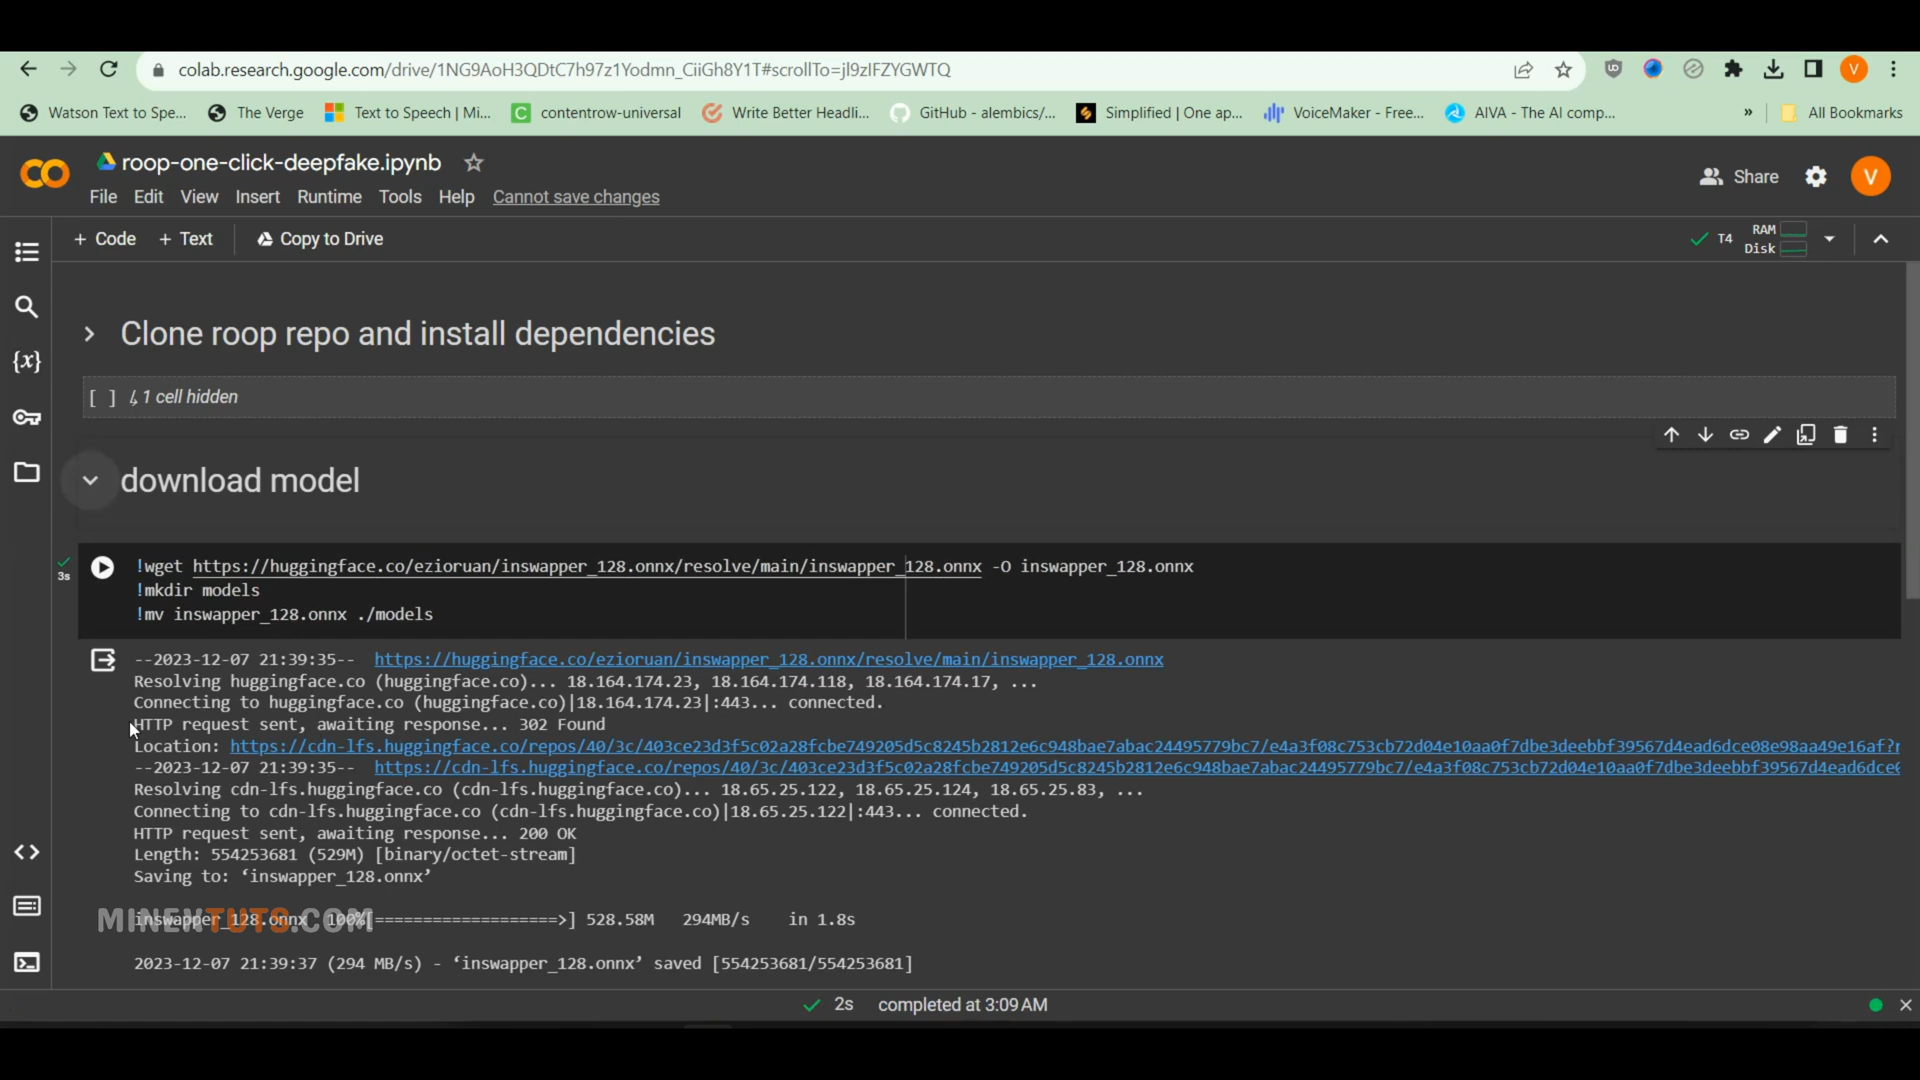 colab.research.google.com/drive/1NG9AoH3QDtC7h97z1Yodmn_CiiGh8Y1T#scrollTo=jl9zIFZYGWTQ
Watson Text to Spe... The Verge Text to Speech | Mi... contentrow-universal Write Better Headli... GitHub - alembics/... Simplified | One ap... VoiceMaker - Free... AIVA - The AI comp... » All Bookmarks
roop-one-click-deepfake.ipynb
File Edit View Insert Runtime Tools Help Cannot save changes
Share
V
+ Code + Text Copy to Drive
T4 RAM
Disk
Clone roop repo and install dependencies
[ ] ↳ 1 cell hidden
download model
3s
!wget https://huggingface.co/ezioruan/inswapper_128.onnx/resolve/main/inswapper_128.onnx -O inswapper_128.onnx
!mkdir models
!mv inswapper_128.onnx ./models
--2023-12-07 21:39:35-- https://huggingface.co/ezioruan/inswapper_128.onnx/resolve/main/inswapper_128.onnx
Resolving huggingface.co (huggingface.co)... 18.164.174.23, 18.164.174.118, 18.164.174.17, ...
Connecting to huggingface.co (huggingface.co)|18.164.174.23|:443... connected.
HTTP request sent, awaiting response... 302 Found
Location: https://cdn-lfs.huggingface.co/repos/40/3c/403ce23d3f5c02a28fcbe749205d5c8245b2812e6c948bae7abac24495779bc7/e4a3f08c753cb72d04e10aa0f7dbe3deebbf39567d4ead6dce08e98aa49e16af?r
--2023-12-07 21:39:35-- https://cdn-lfs.huggingface.co/repos/40/3c/403ce23d3f5c02a28fcbe749205d5c8245b2812e6c948bae7abac24495779bc7/e4a3f08c753cb72d04e10aa0f7dbe3deebbf39567d4ead6dce0
Resolving cdn-lfs.huggingface.co (cdn-lfs.huggingface.co)... 18.65.25.122, 18.65.25.124, 18.65.25.83, ...
Connecting to cdn-lfs.huggingface.co (cdn-lfs.huggingface.co)|18.65.25.122|:443... connected.
HTTP request sent, awaiting response... 200 OK
Length: 554253681 (529M) [binary/octet-stream]
Saving to: ‘inswapper_128.onnx’
MINEXTUTS.COM
inswapper_128.onnx 100%[===================>] 528.58M 294MB/s in 1.8s
2023-12-07 21:39:37 (294 MB/s) - ‘inswapper_128.onnx’ saved [554253681/554253681]
2s completed at 3:09 AM